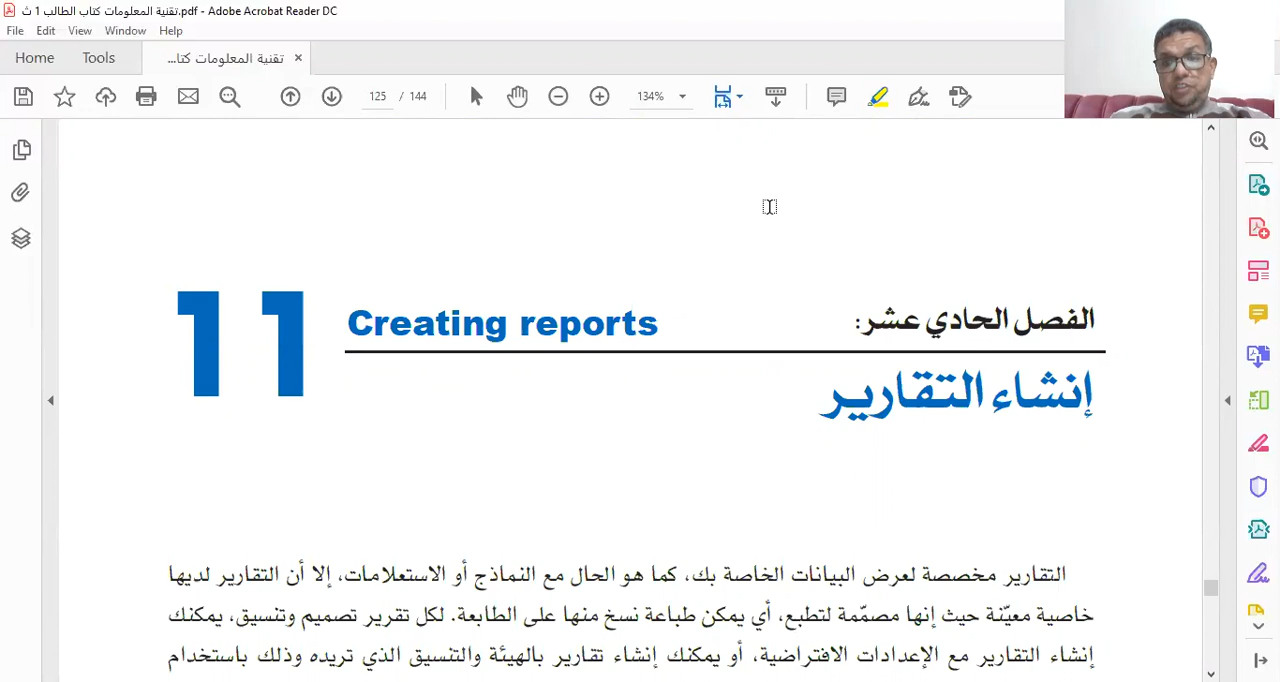 تقنية المعلومات كتاب الطالب 1 ث.pdf - Adobe Acrobat Reader DC
File Edit View Window Help
Home Tools تقنية المعلومات كتا... ×
125 / 144 134%
11 Creating reports الفصل الحادي عشر:
إنشاء التقارير
التقارير مخصصة لعرض البيانات الخاصة بك، كما هو الحال مع النماذج أو الاستعلامات، إلا أن التقارير لديها
خاصية معيّنة حيث إنها مصمّمة لتطبع، أي يمكن طباعة نسخ منها على الطابعة. لكل تقرير تصميم وتنسيق، يمكنك
إنشاء التقارير مع الإعدادات الافتراضية، أو يمكنك إنشاء تقارير بالهيئة والتنسيق الذي تريده وذلك باستخدام